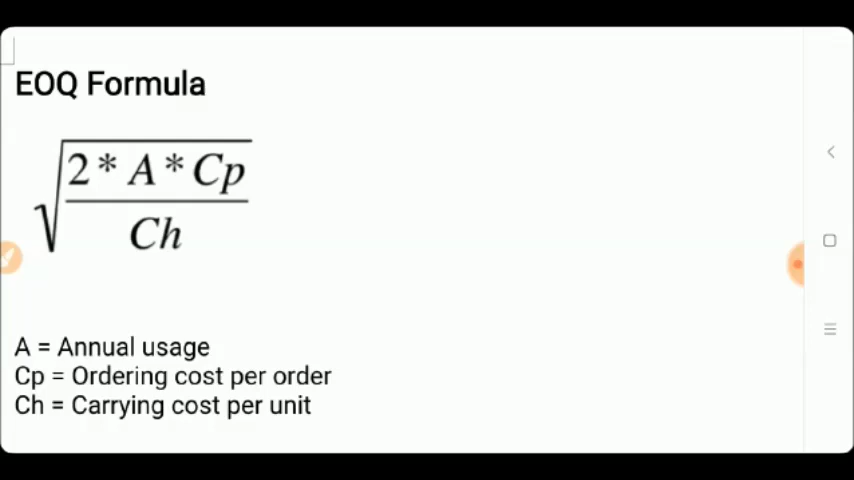 EOQ Formula
√(2 * A * Cp / Ch)
A = Annual usage
Cp = Ordering cost per order
Ch = Carrying cost per unit